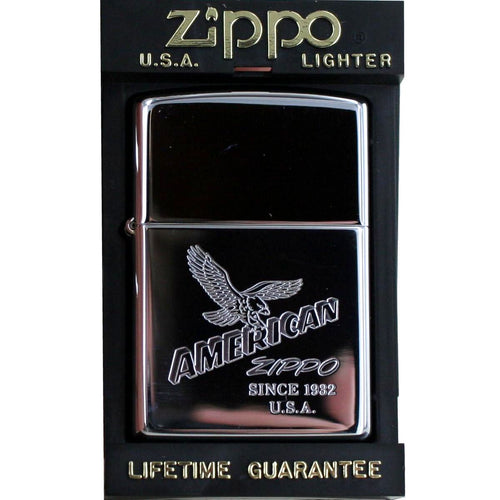 Zippo
U.S.A. LIGHTER
AMERICAN
ZIPPO
SINCE 1932
U.S.A.
LIFETIME GUARANTEE